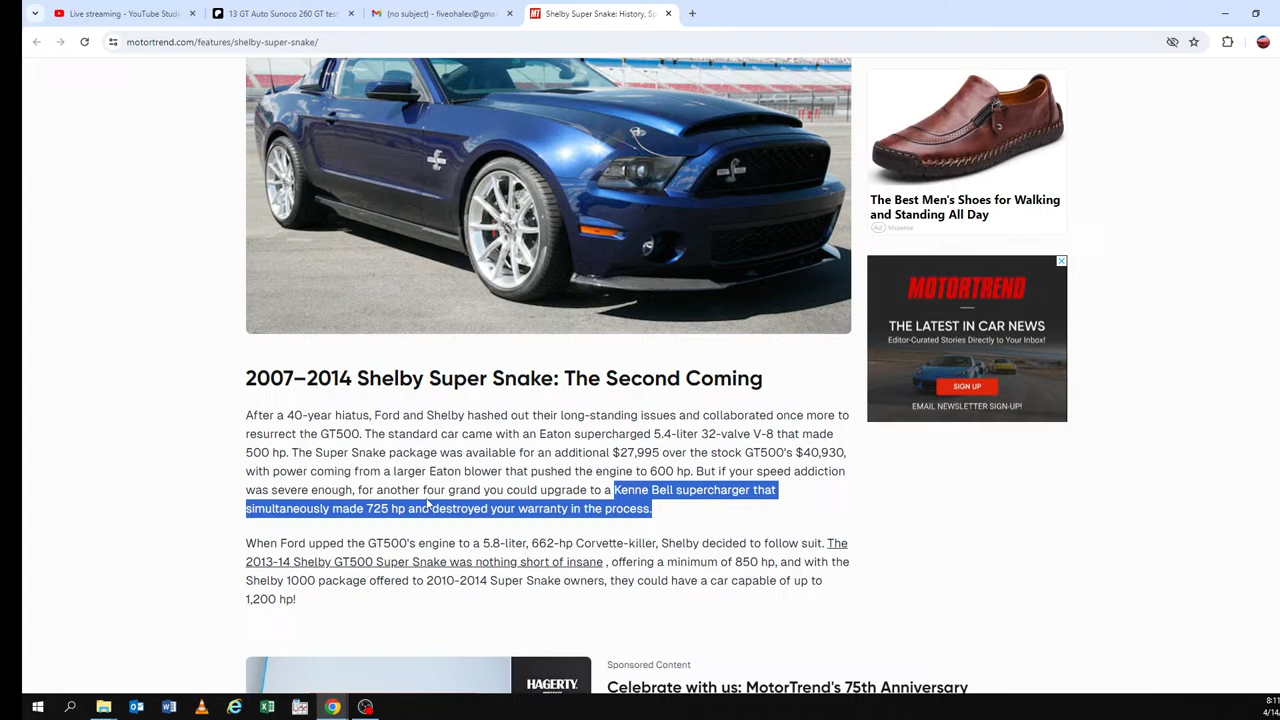 Live streaming - YouTube Studi
13 GT Auto Sunoco 260 GT test
(no subject) - fiveohalex@gma
MT
Shelby Super Snake: History, Sp
motortrend.com/features/shelby-super-snake/
The Best Men's Shoes for Walking
and Standing All Day
Ad
MOTORTREND
THE LATEST IN CAR NEWS
Editor-Curated Stories Directly to Your Inbox!
SIGN UP
EMAIL NEWSLETTER SIGN-UP!
2007–2014 Shelby Super Snake: The Second Coming
After a 40-year hiatus, Ford and Shelby hashed out their long-standing issues and collaborated once more to
resurrect the GT500. The standard car came with an Eaton supercharged 5.4-liter 32-valve V-8 that made
500 hp. The Super Snake package was available for an additional $27,995 over the stock GT500's $40,930,
with power coming from a larger Eaton blower that pushed the engine to 600 hp. But if your speed addiction
was severe enough, for another four grand you could upgrade to a Kenne Bell supercharger that
simultaneously made 725 hp and destroyed your warranty in the process.
When Ford upped the GT500's engine to a 5.8-liter, 662-hp Corvette-killer, Shelby decided to follow suit. The
2013-14 Shelby GT500 Super Snake was nothing short of insane , offering a minimum of 850 hp, and with the
Shelby 1000 package offered to 2010-2014 Super Snake owners, they could have a car capable of up to
1,200 hp!
HAGERTY
Sponsored Content
Celebrate with us: MotorTrend's 75th Anniversary
8:11
4/14